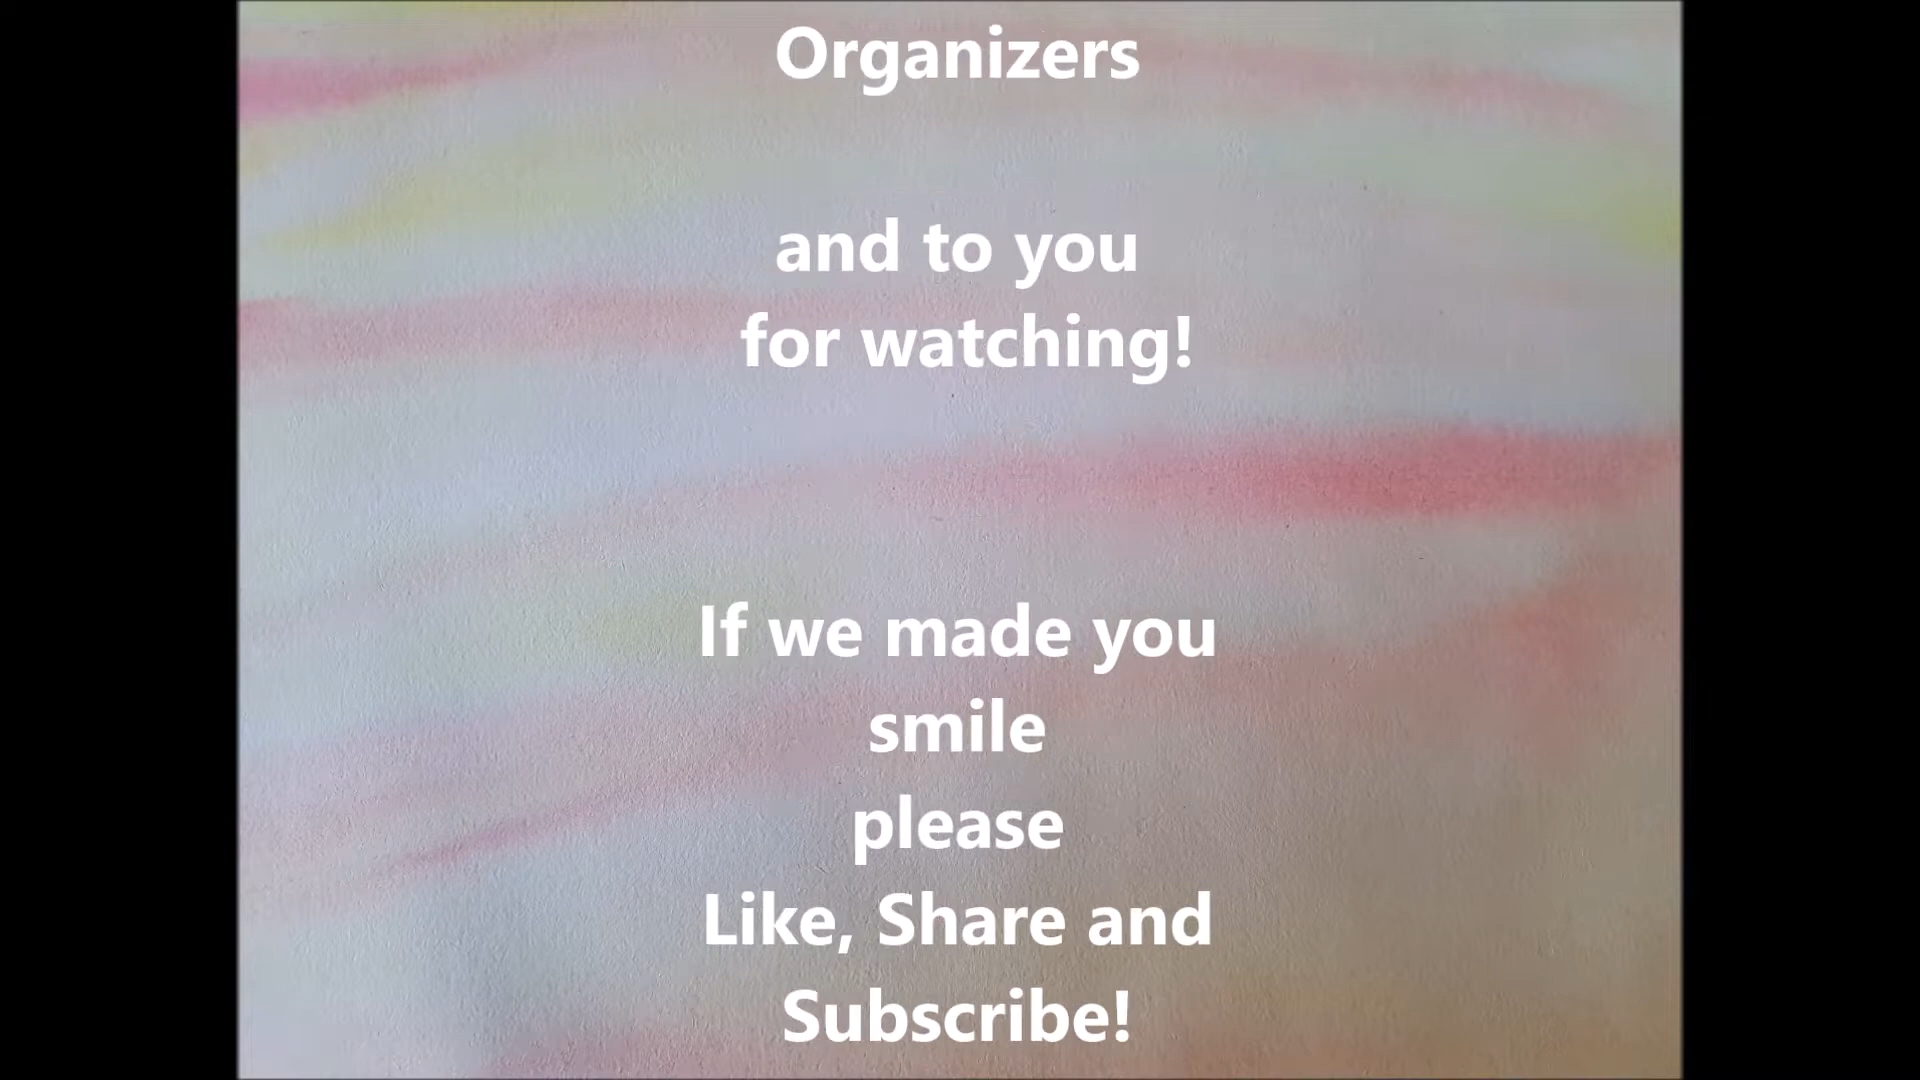 Organizers
and to you
for watching!
If we made you
smile
please
Like, Share and
Subscribe!